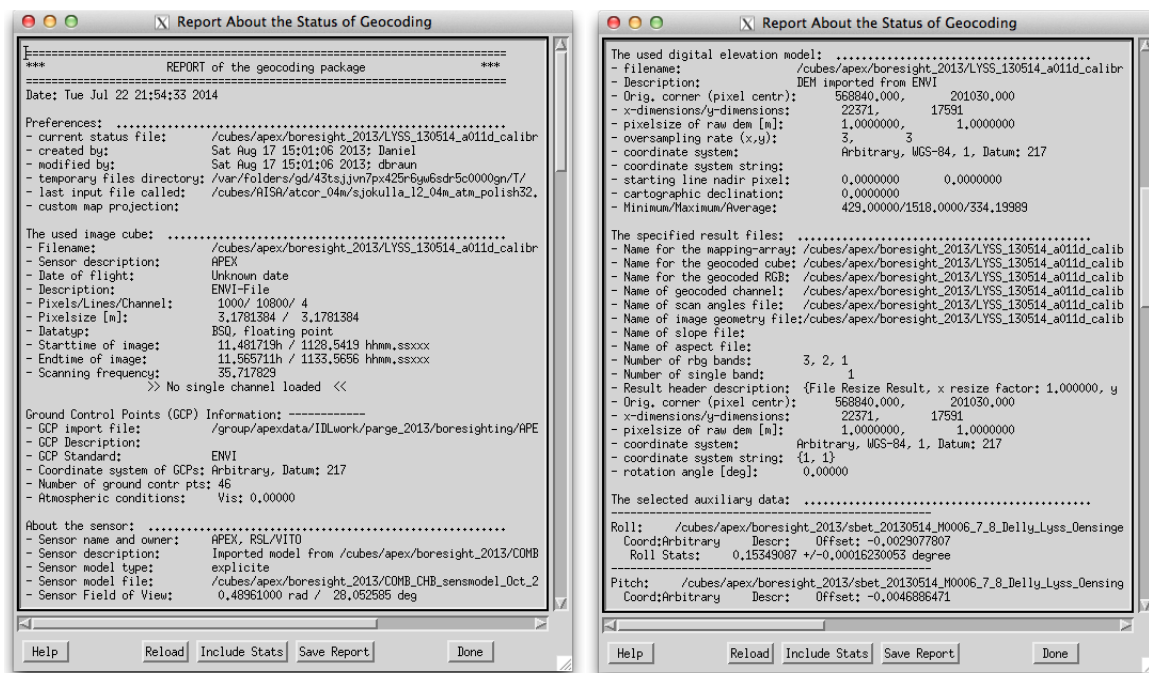 Report About the Status of Geocoding
===================================================================
*** REPORT of the geocoding package ***
===================================================================
Date: Tue Jul 22 21:54:33 2014
Preferences: ..................................................
- current status file: /cubes/apex/boresight_2013/LYSS_130514_a011d_calibr
- created by: Sat Aug 17 15:01:06 2013; Daniel
- modified by: Sat Aug 17 15:01:06 2013; dbraun
- temporary files directory: /var/folders/gd/43tsjjvn7px425r6yw6sdr5c0000gn/T/
- last input file called: /cubes/AISA/atcor_04m/sjokulla_l2_04m_atm_polish32.
- custom map projection:
The used image cube: ..................................................
- Filename: /cubes/apex/boresight_2013/LYSS_130514_a011d_calibr
- Sensor description: APEX
- Date of flight: Unknown date
- Description: ENVI-File
- Pixels/Lines/Channel: 1000/ 10800/ 4
- Pixelsize [m]: 3.1781384 / 3.1781384
- Datatyp: BSQ, floating point
- Starttime of image: 11.481719h / 1128.5419 hhmm.ssxxx
- Endtime of image: 11.565711h / 1133.5656 hhmm.ssxxx
- Scanning frequency: 35.717829
>> No single channel loaded <<
Ground Control Points (GCP) Information: ------------
- GCP import file: /group/apexdata/IDLwork/parge_2013/boresighting/APE
- GCP Description:
- GCP Standard: ENVI
- Coordinate system of GCPs: Arbitrary, Datum: 217
- Number of ground contr pts: 46
- Atmospheric conditions: Vis: 0.00000
About the sensor: ..................................................
- Sensor name and owner: APEX, RSL/VITO
- Sensor description: Imported model from /cubes/apex/boresight_2013/COMB
- Sensor model type: explicite
- Sensor model file: /cubes/apex/boresight_2013/COMB_CHB_sensmodel_Oct_2
- Sensor Field of View: 0.48961000 rad / 28.052585 deg
Help Reload Include Stats Save Report Done
Report About the Status of Geocoding
The used digital elevation model: ........................................
- filename: /cubes/apex/boresight_2013/LYSS_130514_a011d_calibr
- Description: DEM imported from ENVI
- Orig. corner (pixel centr): 568840.000, 201030.000
- x-dimensions/y-dimensions: 22371, 17591
- pixelsize of raw dem [m]: 1.0000000, 1.0000000
- oversampling rate (x,y): 3, 3
- coordinate system: Arbitrary, WGS-84, 1, Datum: 217
- coordinate system string:
- starting line nadir pixel: 0.0000000 0.0000000
- cartographic declination: 0.0000000
- Minimum/Maximum/Average: 429.00000/1518.0000/334.19989
The specified result files: ..........................................
- Name for the mapping-array: /cubes/apex/boresight_2013/LYSS_130514_a011d_calib
- Name for the geocoded cube: /cubes/apex/boresight_2013/LYSS_130514_a011d_calib
- Name for the geocoded RGB: /cubes/apex/boresight_2013/LYSS_130514_a011d_calib
- Name of geocoded channel: /cubes/apex/boresight_2013/LYSS_130514_a011d_calib
- Name of scan angles file: /cubes/apex/boresight_2013/LYSS_130514_a011d_calib
- Name of image geometry file:/cubes/apex/boresight_2013/LYSS_130514_a011d_calib
- Name of slope file:
- Name of aspect file:
- Number of rbg bands: 3, 2, 1
- Number of single band: 1
- Result header description: {File Resize Result, x resize factor: 1.000000, y
- Orig. corner (pixel centr): 568840.000, 201030.000
- x-dimensions/y-dimensions: 22371, 17591
- pixelsize of raw dem [m]: 1.0000000, 1.0000000
- coordinate system: Arbitrary, WGS-84, 1, Datum: 217
- coordinate system string: {1, 1}
- rotation angle [deg]: 0.00000
The selected auxiliary data: .........................................
----------------------------------------------
Roll: /cubes/apex/boresight_2013/sbet_20130514_M0006_7_8_Delly_Lyss_Oensinge
Coord:Arbitrary Descr: Offset: -0.0029077807
Roll Stats: 0.15349087 +/-0.00016230053 degree
----------------------------------------------
Pitch: /cubes/apex/boresight_2013/sbet_20130514_M0006_7_8_Delly_Lyss_Oensing
Coord:Arbitrary Descr: Offset: -0.0046886471
Help Reload Include Stats Save Report Done